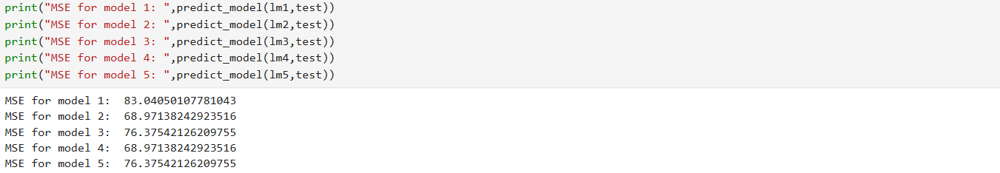 print("MSE for model 1: ",predict_model(lm1,test))
print("MSE for model 2: ",predict_model(lm2,test))
print("MSE for model 3: ",predict_model(lm3,test))
print("MSE for model 4: ",predict_model(lm4,test))
print("MSE for model 5: ",predict_model(lm5,test))
MSE for model 1:  83.04050107781043
MSE for model 2:  68.97138242923516
MSE for model 3:  76.37542126209755
MSE for model 4:  68.97138242923516
MSE for model 5:  76.37542126209755